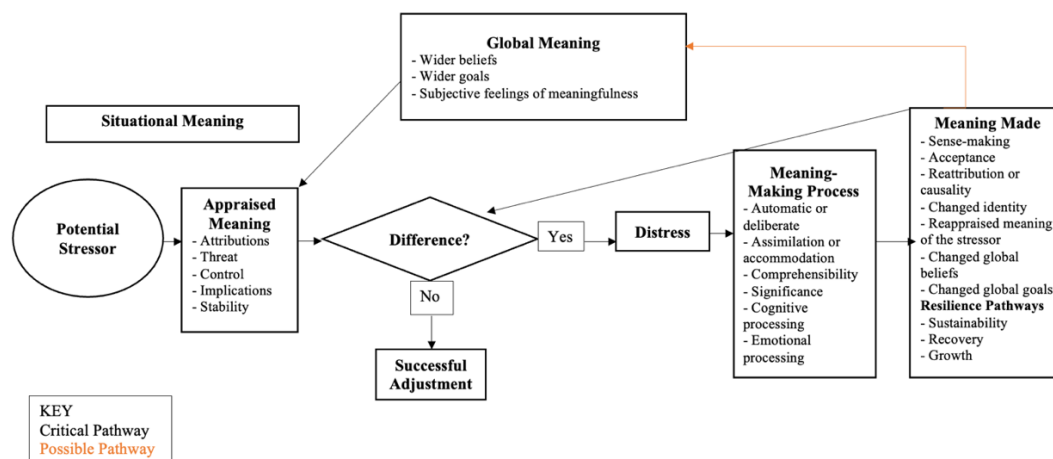 Global Meaning
- Wider beliefs
- Wider goals
- Subjective feelings of meaningfulness
Situational Meaning
Potential
Stressor
Appraised
Meaning
- Attributions
- Threat
- Control
- Implications
- Stability
Difference?
Yes
No
Successful
Adjustment
Distress
Meaning-
Making Process
- Automatic or
deliberate
- Assimilation or
accommodation
- Comprehensibility
- Significance
- Cognitive
processing
- Emotional
processing
Meaning Made
- Sense-making
- Acceptance
- Reattribution or
causality
- Changed identity
- Reappraised meaning
of the stressor
- Changed global
beliefs
- Changed global goals
Resilience Pathways
- Sustainability
- Recovery
- Growth
KEY
Critical Pathway
Possible Pathway